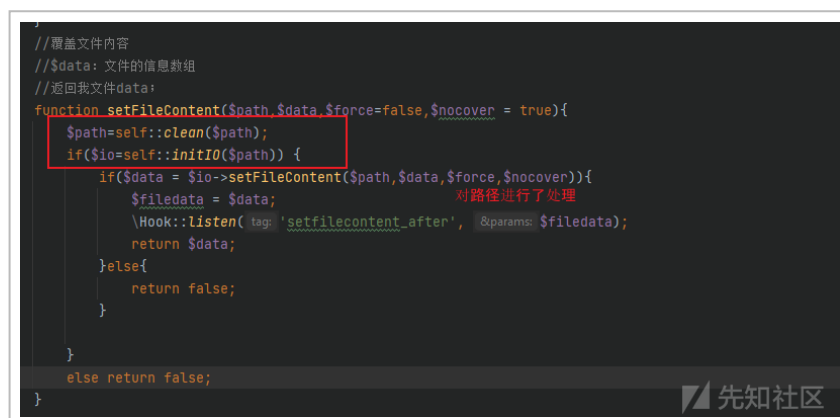 }
//覆盖文件内容
//$data：文件的信息数组
//返回我文件data；
function setFileContent($path,$data,$force=false,$nocover = true){
$path=self::clean($path);
if($io=self::initIO($path)) {
if($data = $io->setFileContent($path,$data,$force,$nocover)){
对路径进行了处理
$filedata = $data;
\Hook::listen( tag: 'setfilecontent_after', &params: $filedata);
return $data;
}else{
return false;
}
}
else return false;
}
先知社区